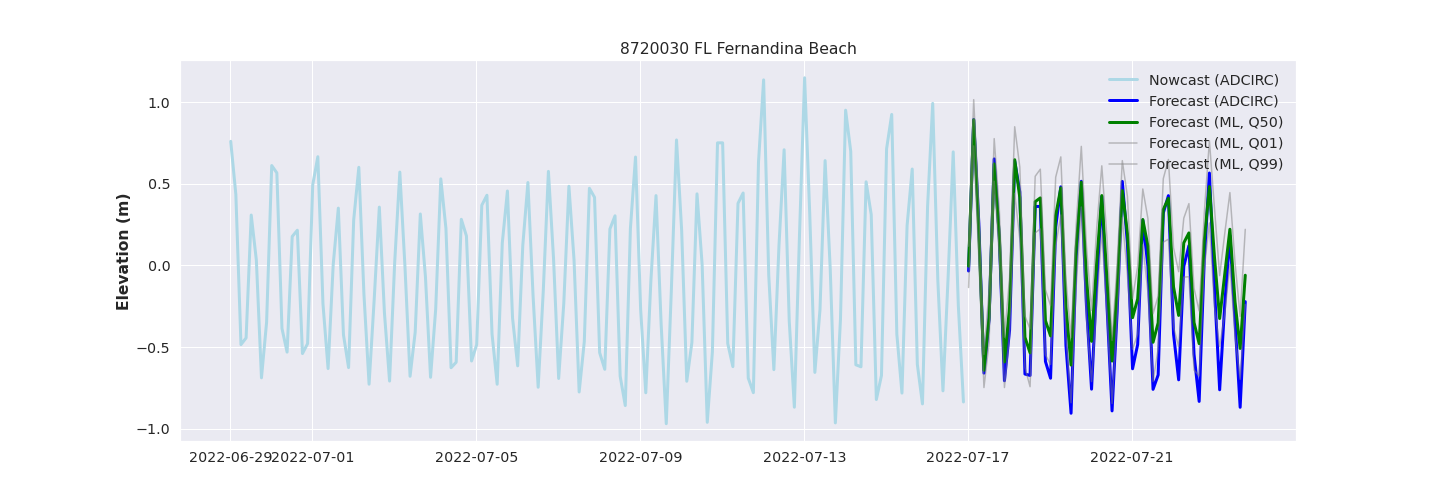 8720030 FL Fernandina Beach
Nowcast (ADCIRC)
Forecast (ADCIRC)
Forecast (ML, Q50)
Forecast (ML, Q01)
Forecast (ML, Q99)
Elevation (m)
1.0
0.5
0.0
−0.5
−1.0
2022-06-29 2022-07-01 2022-07-05 2022-07-09 2022-07-13 2022-07-17 2022-07-21